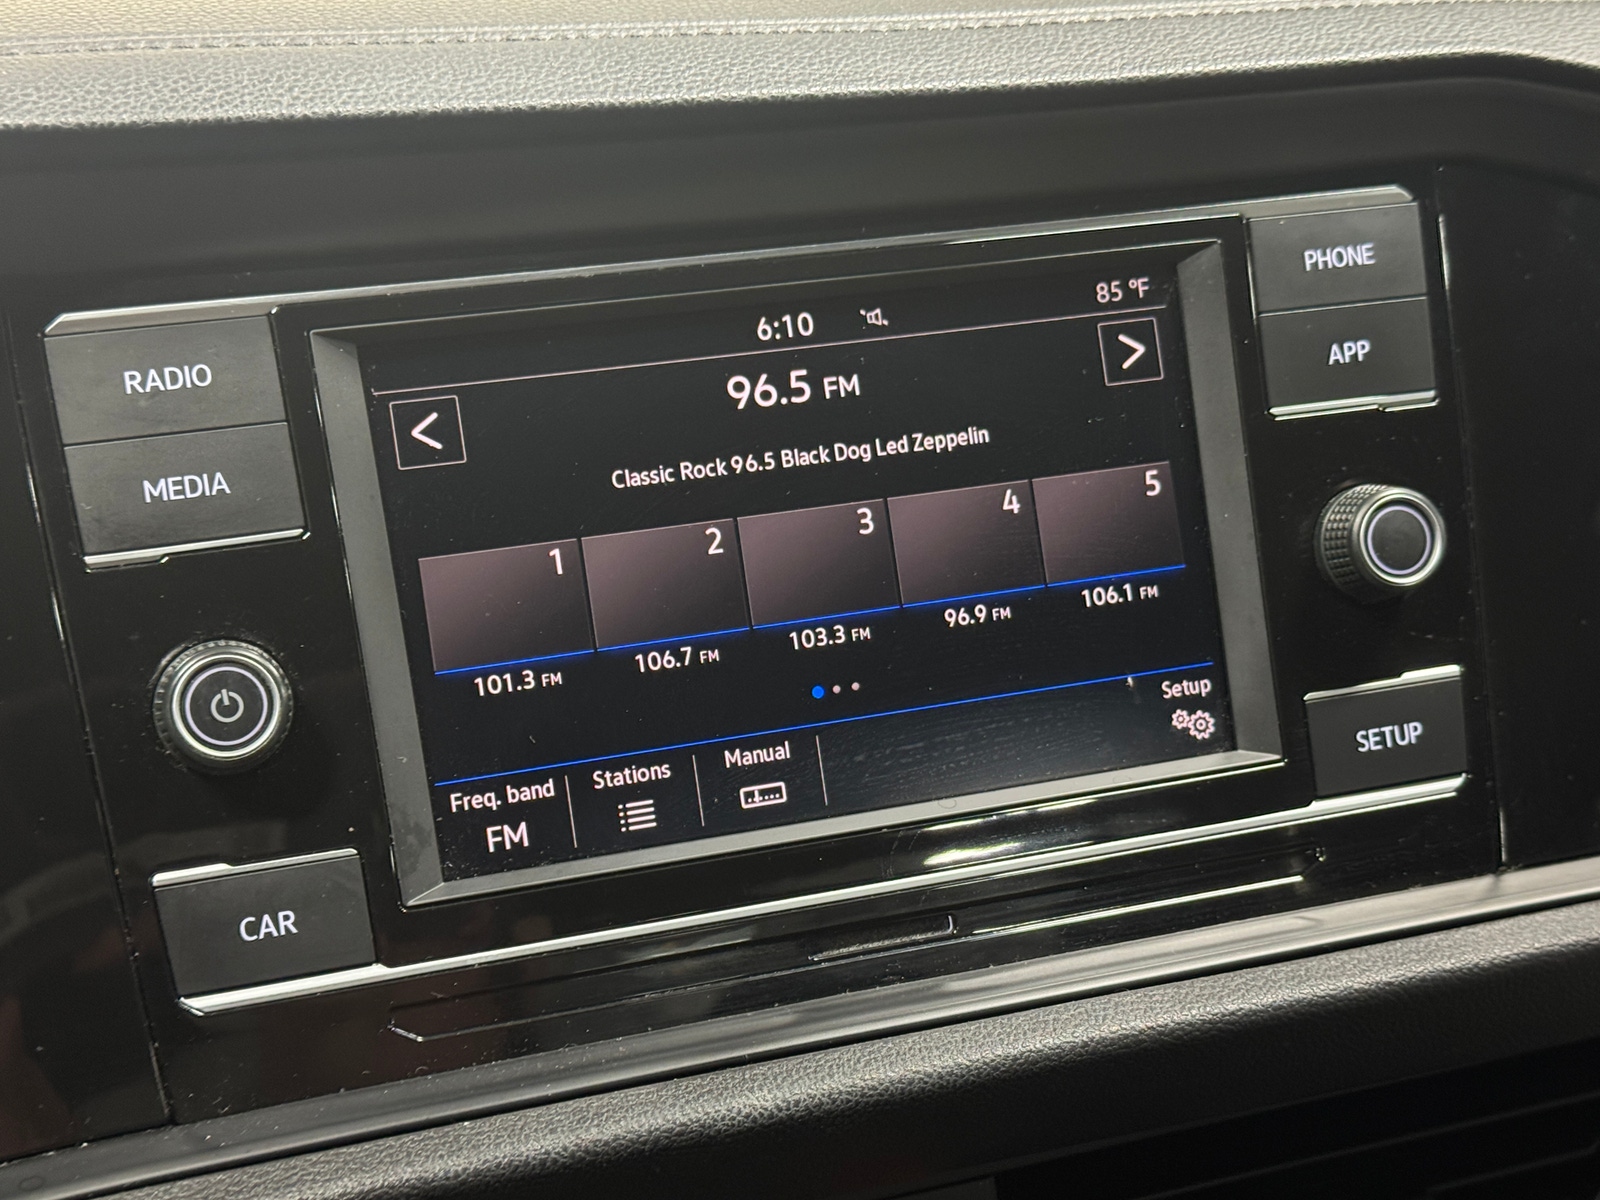 RADIO
MEDIA
CAR
6:10
85 °F
<
96.5 FM
>
Classic Rock 96.5 Black Dog Led Zeppelin
1 2 3 4 5
101.3 FM 106.7 FM 103.3 FM 96.9 FM 106.1 FM
Freq. band
FM
Stations
Manual
Setup
PHONE
APP
SETUP